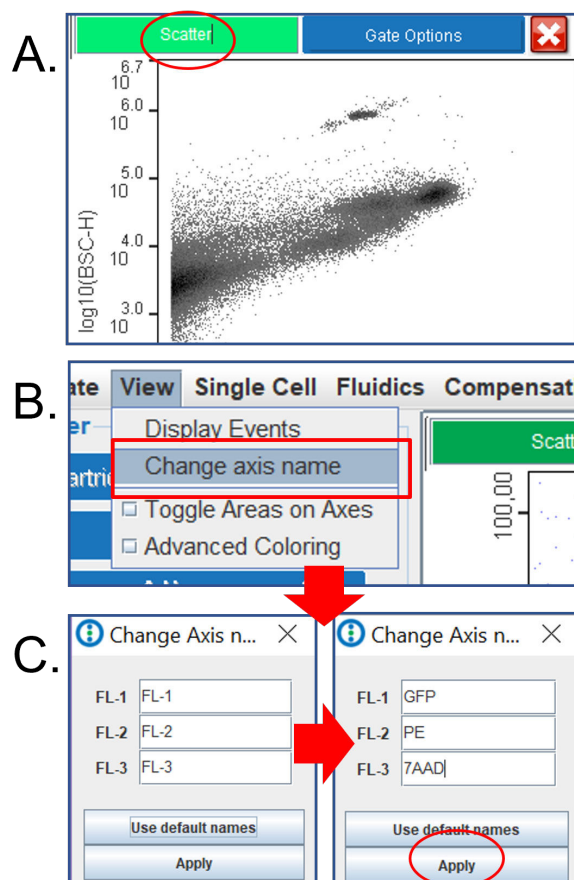 A.
Scatter
Gate Options
6.7
10
6.0
10
5.0
10
4.0
10
3.0
10
log10(BSC-H)
B.
ate View Single Cell Fluidics Compensat
er
Display Events
Scatt
artri
Change axis name
100,00
Toggle Areas on Axes
Advanced Coloring
C.
Change Axis n...
FL-1 FL-1
FL-2 FL-2
FL-3 FL-3
Use default names
Apply
Change Axis n...
FL-1 GFP
FL-2 PE
FL-3 7AAD
Use default names
Apply